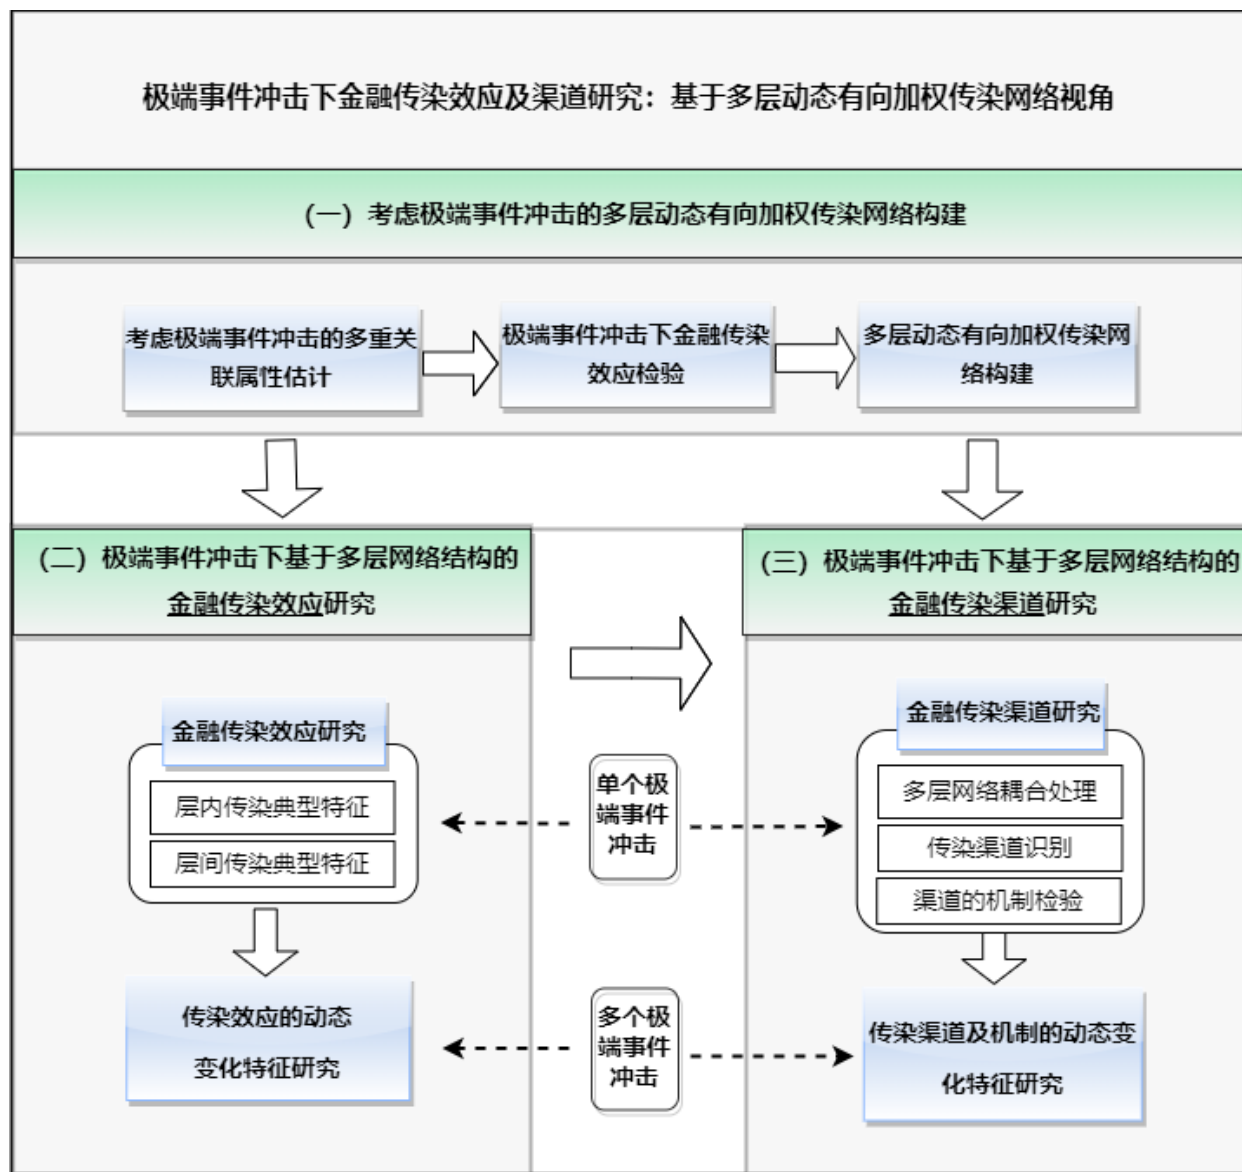 极端事件冲击下金融传染效应及渠道研究：基于多层动态有向加权传染网络视角
(一) 考虑极端事件冲击的多层动态有向加权传染网络构建
考虑极端事件冲击的多重关
联属性估计
极端事件冲击下金融传染
效应检验
多层动态有向加权传染网
络构建
(二) 极端事件冲击下基于多层网络结构的
金融传染效应研究
(三) 极端事件冲击下基于多层网络结构的
金融传染渠道研究
金融传染效应研究
层内传染典型特征
层间传染典型特征
传染效应的动态
变化特征研究
单个极
端事件
冲击
多个极
端事件
冲击
金融传染渠道研究
多层网络耦合处理
传染渠道识别
渠道的机制检验
传染渠道及机制的动态变
化特征研究